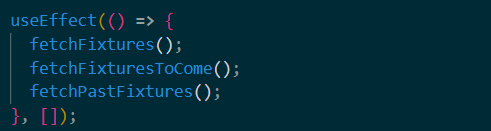 useEffect(() => {
  fetchFixtures();
  fetchFixturesToCome();
  fetchPastFixtures();
}, []);